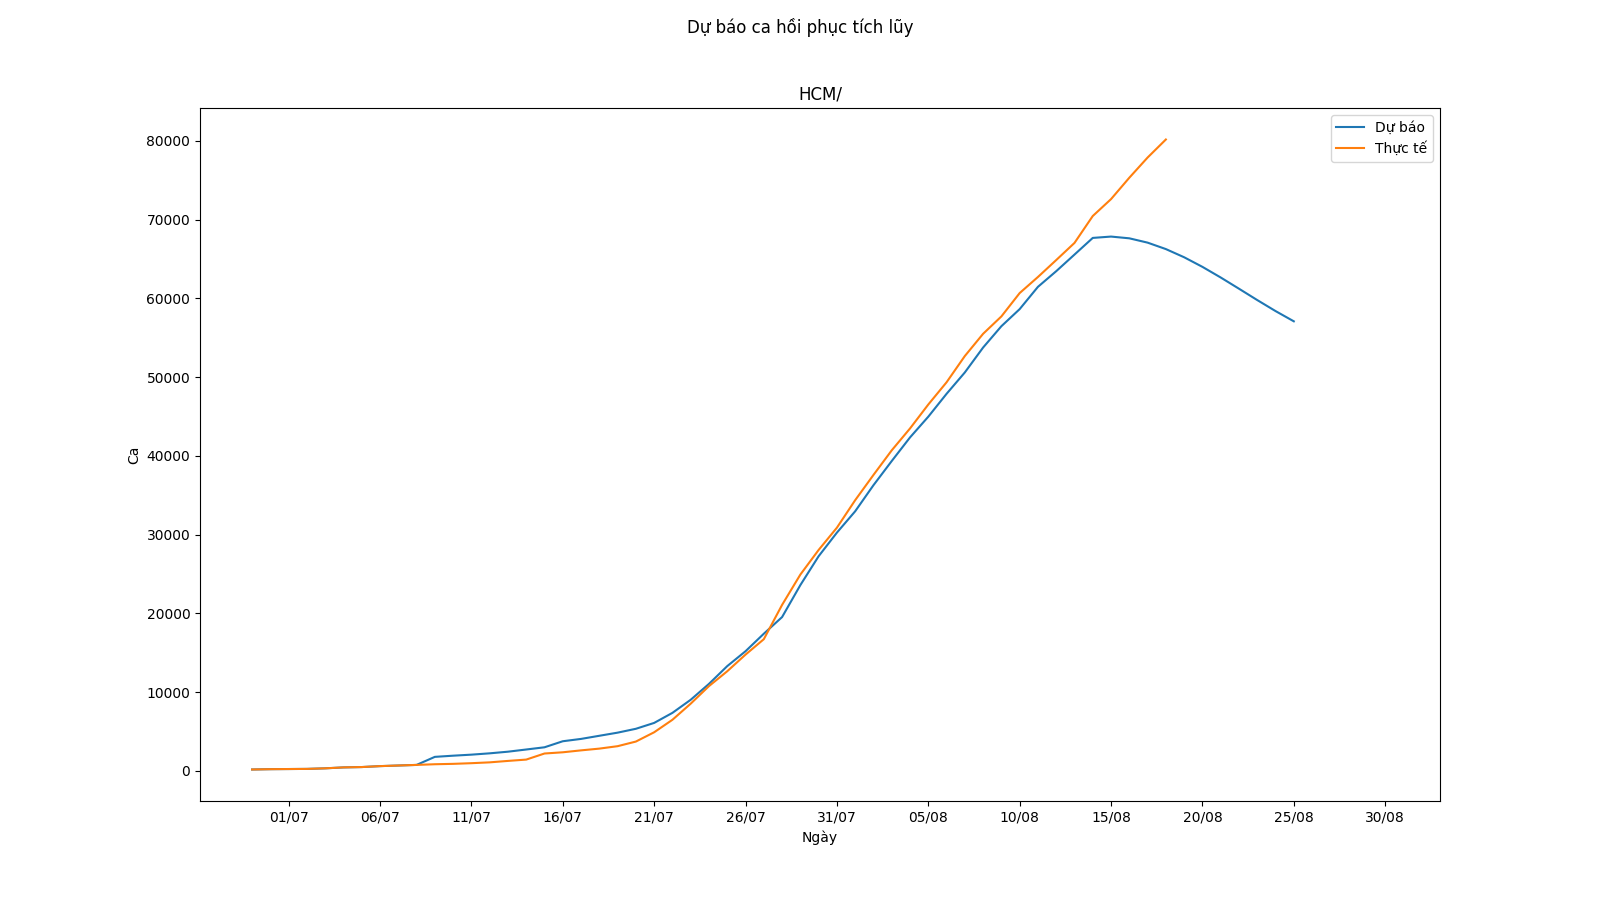 Dự báo ca hồi phục tích lũy
HCM/
Dự báo
Thực tế
80000
70000
60000
50000
40000
30000
20000
10000
0
Ca
01/07 06/07 11/07 16/07 21/07 26/07 31/07 05/08 10/08 15/08 20/08 25/08 30/08
Ngày